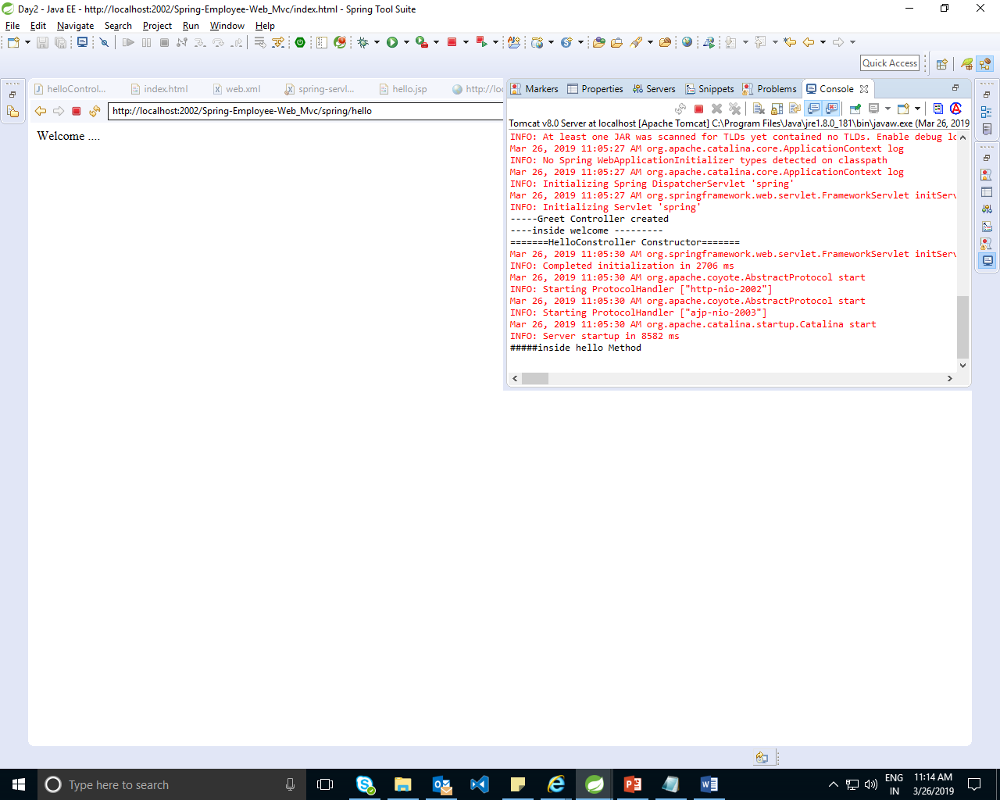 Day2 - Java EE - http://localhost:2002/Spring-Employee-Web_Mvc/index.html - Spring Tool Suite
File Edit Navigate Search Project Run Window Help
Quick Access
helloControl... index.html web.xml spring-servl... hello.jsp http://loc
http://localhost:2002/Spring-Employee-Web_Mvc/spring/hello
Welcome ....
Markers Properties Servers Snippets Problems Console
Tomcat v8.0 Server at localhost [Apache Tomcat] C:\Program Files\Java\jre1.8.0_181\bin\javaw.exe (Mar 26, 2019
INFO: At least one JAR was scanned for TLDs yet contained no TLDs. Enable debug lo
Mar 26, 2019 11:05:27 AM org.apache.catalina.core.ApplicationContext log
INFO: No Spring WebApplicationInitializer types detected on classpath
Mar 26, 2019 11:05:27 AM org.apache.catalina.core.ApplicationContext log
INFO: Initializing Spring DispatcherServlet 'spring'
Mar 26, 2019 11:05:27 AM org.springframework.web.servlet.FrameworkServlet initServ
INFO: Initializing Servlet 'spring'
-----Greet Controller created
----inside welcome ---------
=======HelloConstroller Constructor=======
Mar 26, 2019 11:05:30 AM org.springframework.web.servlet.FrameworkServlet initServ
INFO: Completed initialization in 2706 ms
Mar 26, 2019 11:05:30 AM org.apache.coyote.AbstractProtocol start
INFO: Starting ProtocolHandler ["http-nio-2002"]
Mar 26, 2019 11:05:30 AM org.apache.coyote.AbstractProtocol start
INFO: Starting ProtocolHandler ["ajp-nio-2003"]
Mar 26, 2019 11:05:30 AM org.apache.catalina.startup.Catalina start
INFO: Server startup in 8582 ms
#####inside hello Method
Type here to search
ENG
IN
11:14 AM
3/26/2019